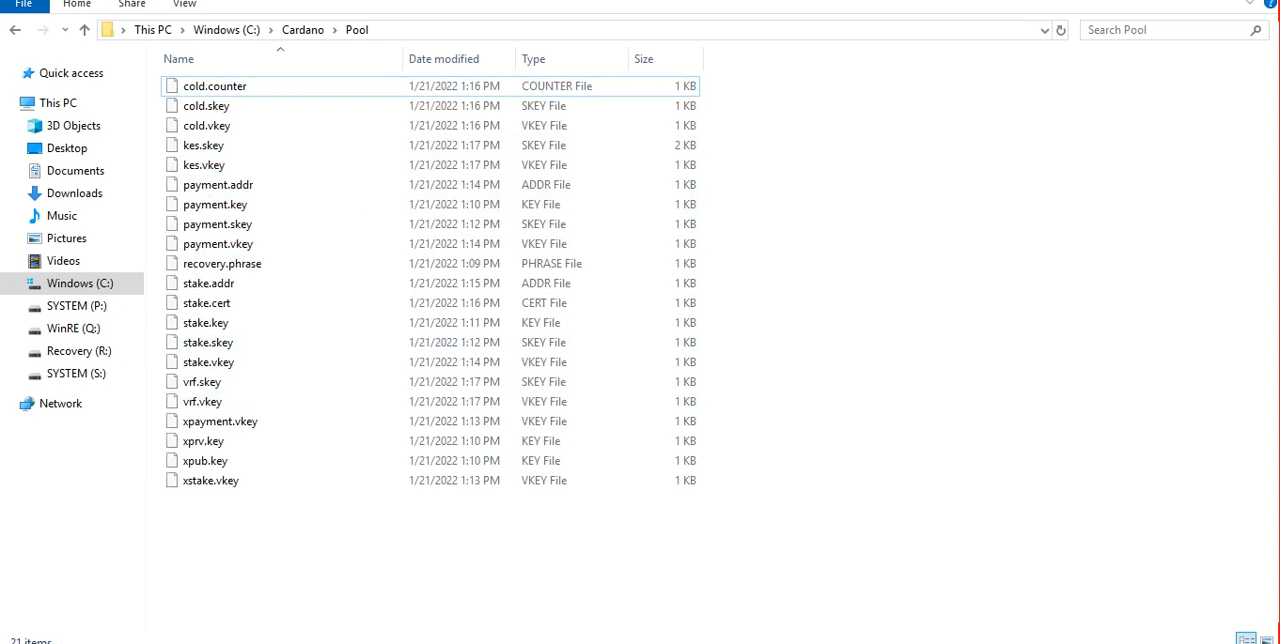 File Home Share View
This PC > Windows (C:) > Cardano > Pool
Search Pool
Name Date modified Type Size
Quick access
This PC
3D Objects
Desktop
Documents
Downloads
Music
Pictures
Videos
Windows (C:)
SYSTEM (P:)
WinRE (Q:)
Recovery (R:)
SYSTEM (S:)
Network
cold.counter 1/21/2022 1:16 PM COUNTER File 1 KB
cold.skey 1/21/2022 1:16 PM SKEY File 1 KB
cold.vkey 1/21/2022 1:16 PM VKEY File 1 KB
kes.skey 1/21/2022 1:17 PM SKEY File 2 KB
kes.vkey 1/21/2022 1:17 PM VKEY File 1 KB
payment.addr 1/21/2022 1:14 PM ADDR File 1 KB
payment.key 1/21/2022 1:10 PM KEY File 1 KB
payment.skey 1/21/2022 1:12 PM SKEY File 1 KB
payment.vkey 1/21/2022 1:14 PM VKEY File 1 KB
recovery.phrase 1/21/2022 1:09 PM PHRASE File 1 KB
stake.addr 1/21/2022 1:15 PM ADDR File 1 KB
stake.cert 1/21/2022 1:16 PM CERT File 1 KB
stake.key 1/21/2022 1:11 PM KEY File 1 KB
stake.skey 1/21/2022 1:12 PM SKEY File 1 KB
stake.vkey 1/21/2022 1:14 PM VKEY File 1 KB
vrf.skey 1/21/2022 1:17 PM SKEY File 1 KB
vrf.vkey 1/21/2022 1:17 PM VKEY File 1 KB
xpayment.vkey 1/21/2022 1:13 PM VKEY File 1 KB
xprv.key 1/21/2022 1:10 PM KEY File 1 KB
xpub.key 1/21/2022 1:10 PM KEY File 1 KB
xstake.vkey 1/21/2022 1:13 PM VKEY File 1 KB
21 items